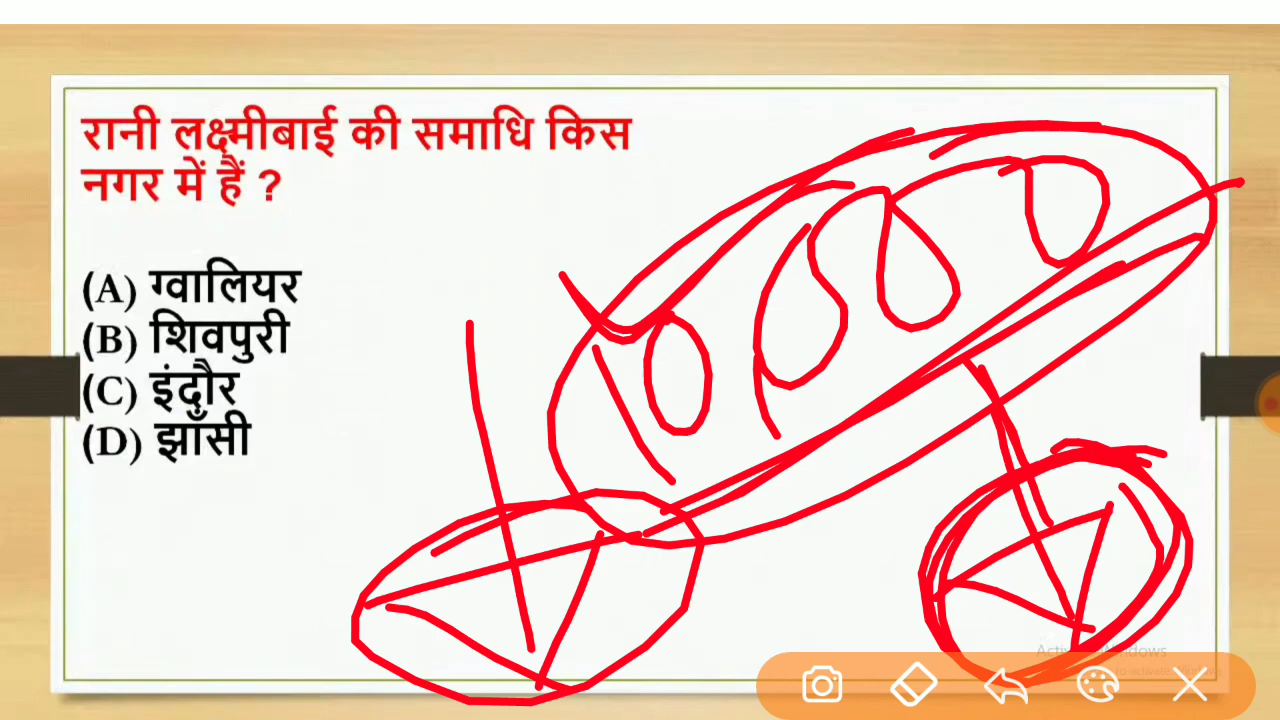 रानी लक्ष्मीबाई की समाधि किस
नगर में हैं ?
(A) ग्वालियर
(B) शिवपुरी
(C) इंदौर
(D) झाँसी